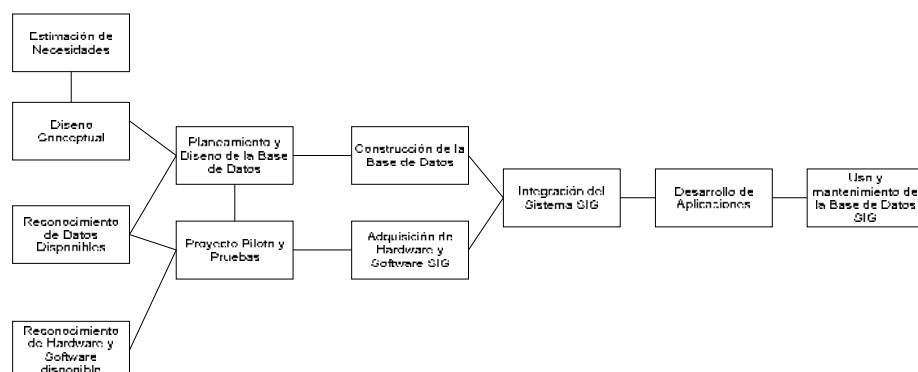 Estimación de
Necesidades
Diseno
Conceptual
Planeamiento y
Diseno de la Base
de Datos
Construcción de la
Base de Datos
Integración del
Sistema SIG
Desarrollo de
Aplicaciones
Uso y
mantenimiento de
la Base de Datos
SIG
Reconocimiento
de Datos
Disponibles
Proyecto Piloto y
Pruebas
Adquisición de
Hardware y
Software SIG
Reconocimiento
de Hardware y
Software
disponible